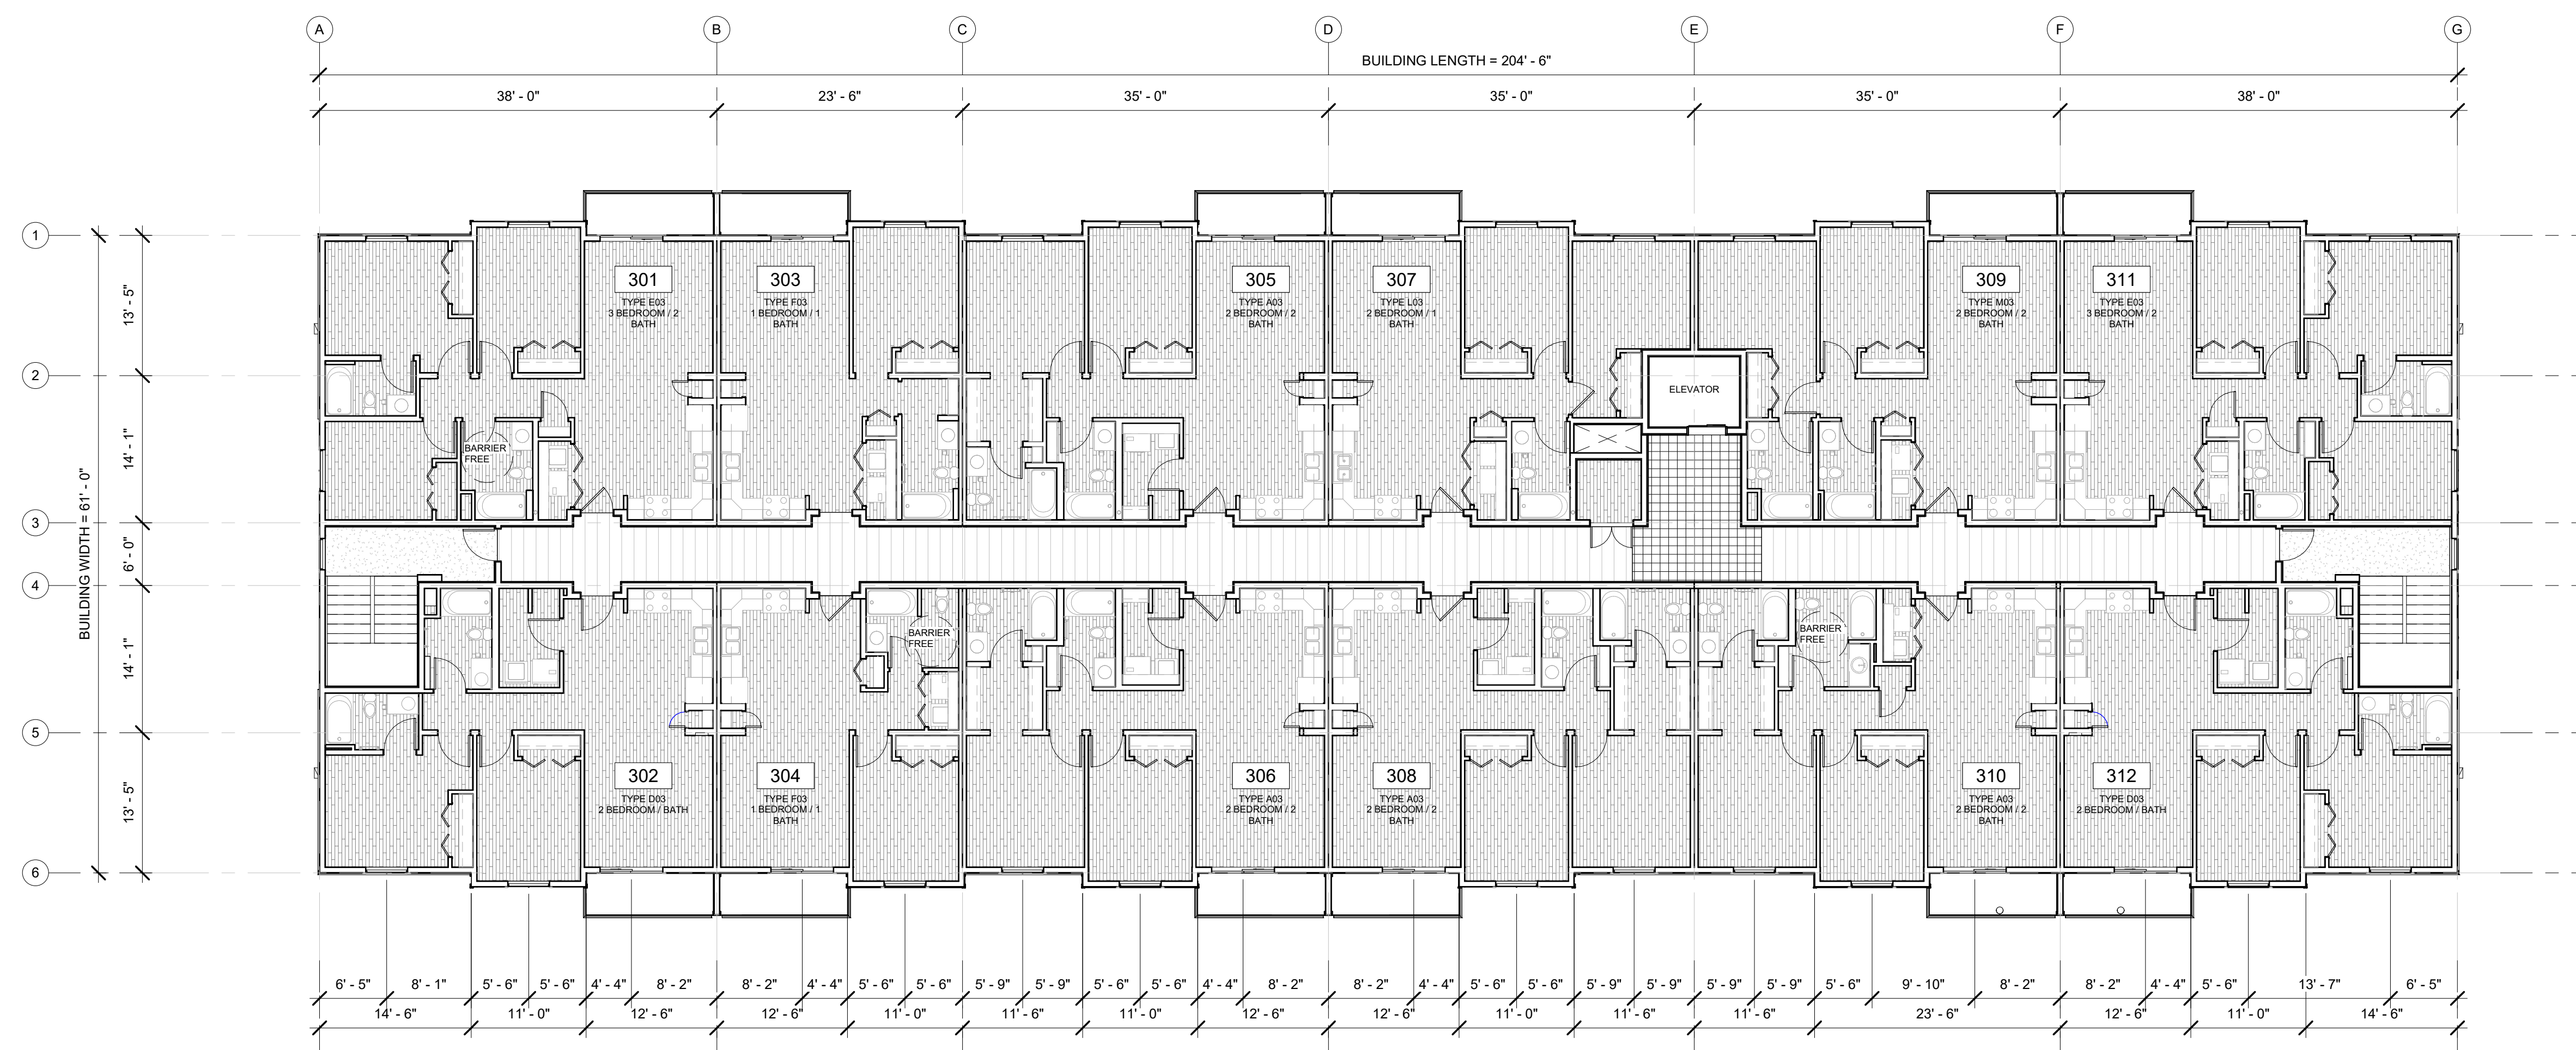 A B C D E F G
BUILDING LENGTH = 204' - 6"
38' - 0" 23' - 6" 35' - 0" 35' - 0" 35' - 0" 38' - 0"
1
2
3
4
5
6
BUILDING WIDTH = 61' - 0"
13' - 5"
14' - 1"
6' - 0"
14' - 1"
13' - 5"
301
TYPE E03
3 BEDROOM / 2
BATH
303
TYPE F03
1 BEDROOM / 1
BATH
305
TYPE A03
2 BEDROOM / 2
BATH
307
TYPE L03
2 BEDROOM / 1
BATH
309
TYPE M03
2 BEDROOM / 2
BATH
311
TYPE E03
3 BEDROOM / 2
BATH
ELEVATOR
BARRIER
FREE
BARRIER
FREE
BARRIER
FREE
302
TYPE D03
2 BEDROOM / BATH
304
TYPE F03
1 BEDROOM / 1
BATH
306
TYPE A03
2 BEDROOM / 2
BATH
308
TYPE A03
2 BEDROOM / 2
BATH
310
TYPE A03
2 BEDROOM / 2
BATH
312
TYPE D03
2 BEDROOM / BATH
6' - 5" 8' - 1" 5' - 6" 5' - 6" 4' - 4" 8' - 2" 8' - 2" 4' - 4" 5' - 6" 5' - 6" 5' - 9" 5' - 9" 5' - 6" 5' - 6" 4' - 4" 8' - 2" 8' - 2" 4' - 4" 5' - 6" 5' - 6" 5' - 9" 5' - 9" 5' - 9" 5' - 9" 5' - 6" 9' - 10" 8' - 2" 8' - 2" 4' - 4" 5' - 6" 13' - 7" 6' - 5"
14' - 6" 11' - 0" 12' - 6" 12' - 6" 11' - 0" 11' - 6" 11' - 0" 12' - 6" 12' - 6" 11' - 0" 11' - 6" 11' - 6" 23' - 6" 12' - 6" 11' - 0" 14' - 6"